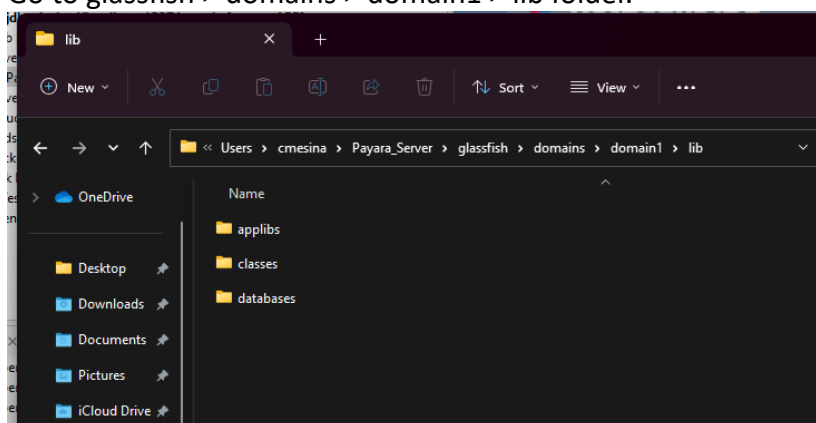 Go to glassfish > domains > domain1 > lib folder.
lib
New
Sort
View
Users > cmesina > Payara_Server > glassfish > domains > domain1 > lib
Name
OneDrive
applibs
classes
Desktop
databases
Downloads
Documents
Pictures
iCloud Drive